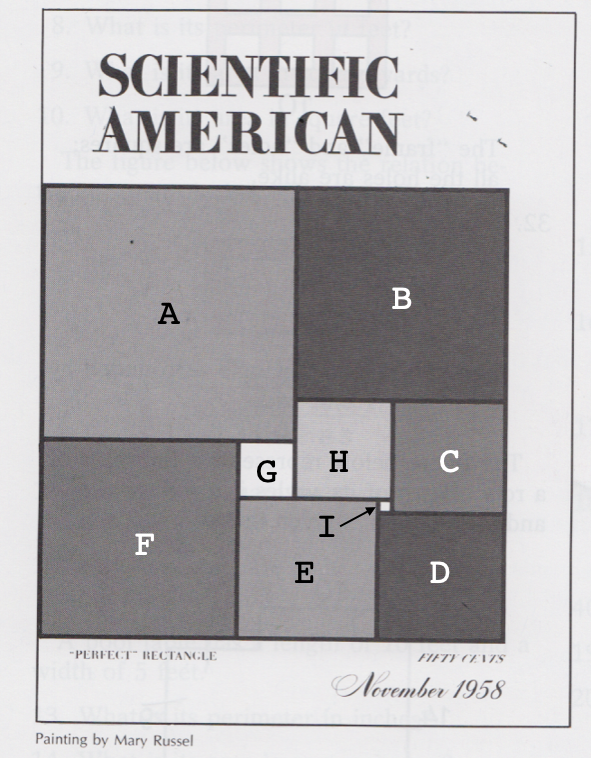 SCIENTIFIC
AMERICAN
A
B
G
H
C
I
F
E
D
"PERFECT" RECTANGLE
FIFTY CENTS
November 1958
Painting by Mary Russel